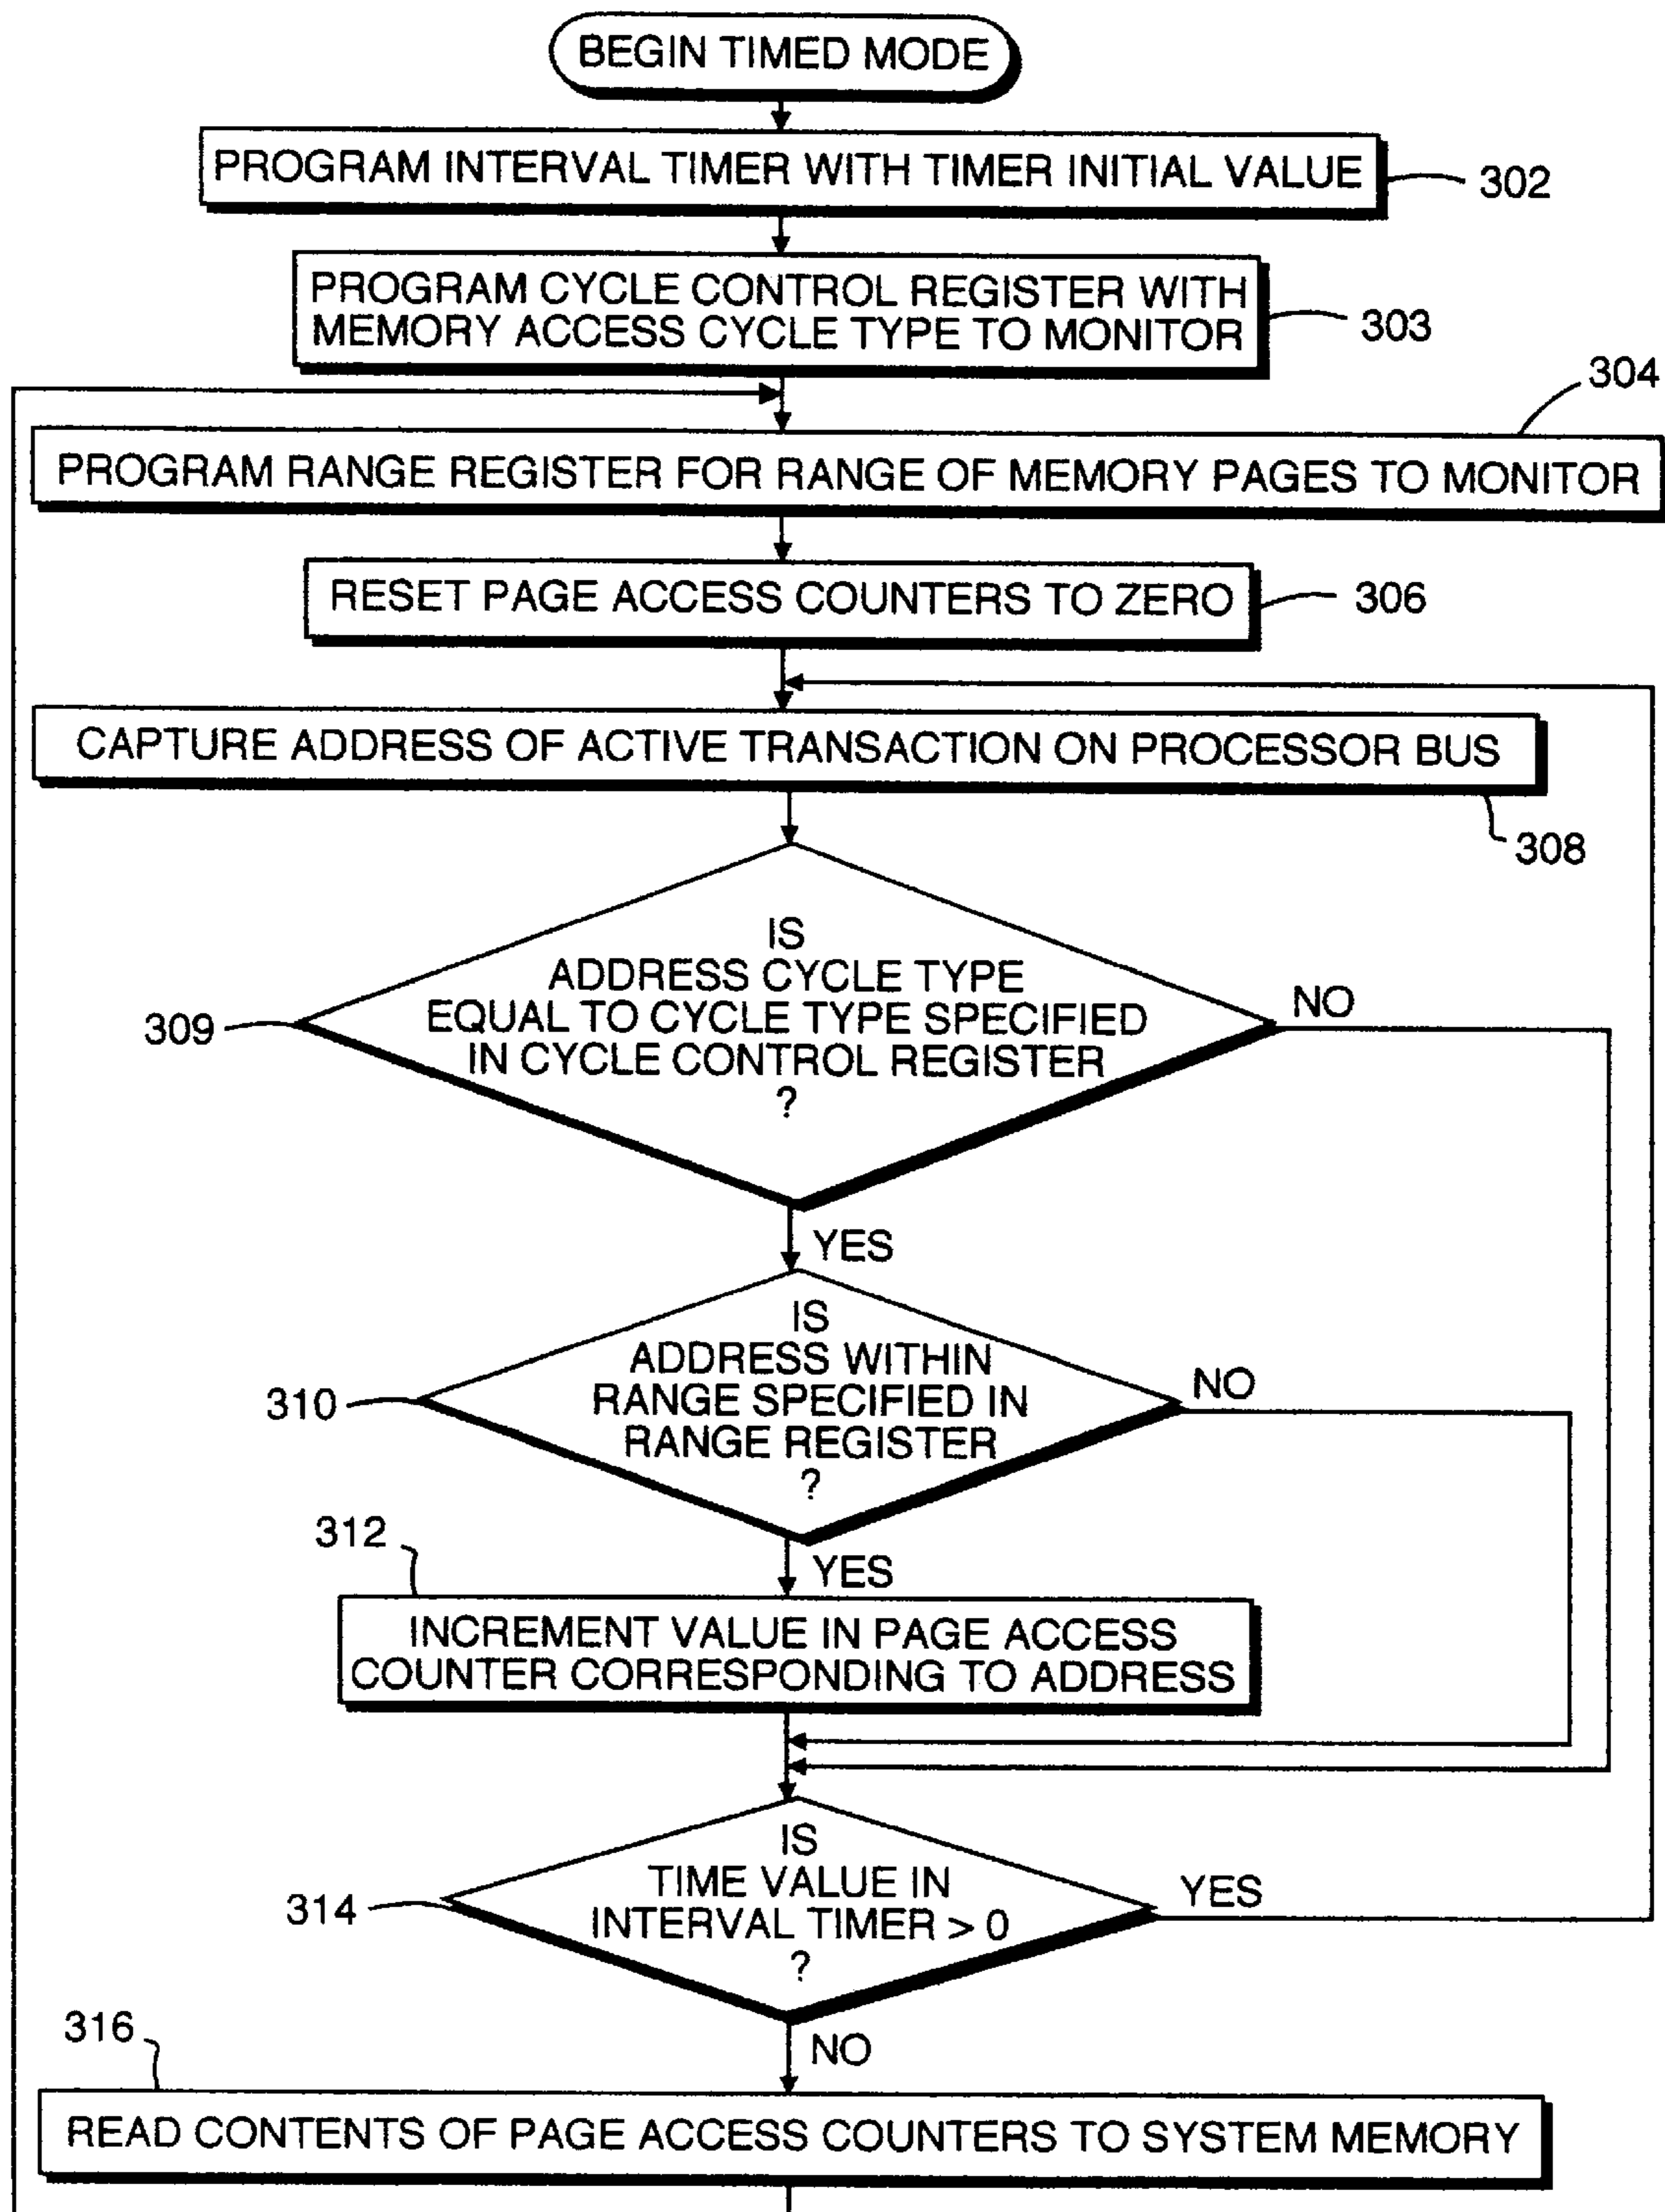 BEGIN TIMED MODE
PROGRAM INTERVAL TIMER WITH TIMER INITIAL VALUE
302
PROGRAM CYCLE CONTROL REGISTER WITH
MEMORY ACCESS CYCLE TYPE TO MONITOR
303
304
PROGRAM RANGE REGISTER FOR RANGE OF MEMORY PAGES TO MONITOR
RESET PAGE ACCESS COUNTERS TO ZERO
306
CAPTURE ADDRESS OF ACTIVE TRANSACTION ON PROCESSOR BUS
308
IS
ADDRESS CYCLE TYPE
EQUAL TO CYCLE TYPE SPECIFIED
IN CYCLE CONTROL REGISTER
?
309
NO
YES
IS
ADDRESS WITHIN
RANGE SPECIFIED IN
RANGE REGISTER
?
310
NO
YES
312
INCREMENT VALUE IN PAGE ACCESS
COUNTER CORRESPONDING TO ADDRESS
IS
TIME VALUE IN
INTERVAL TIMER > 0
?
314
YES
NO
316
READ CONTENTS OF PAGE ACCESS COUNTERS TO SYSTEM MEMORY